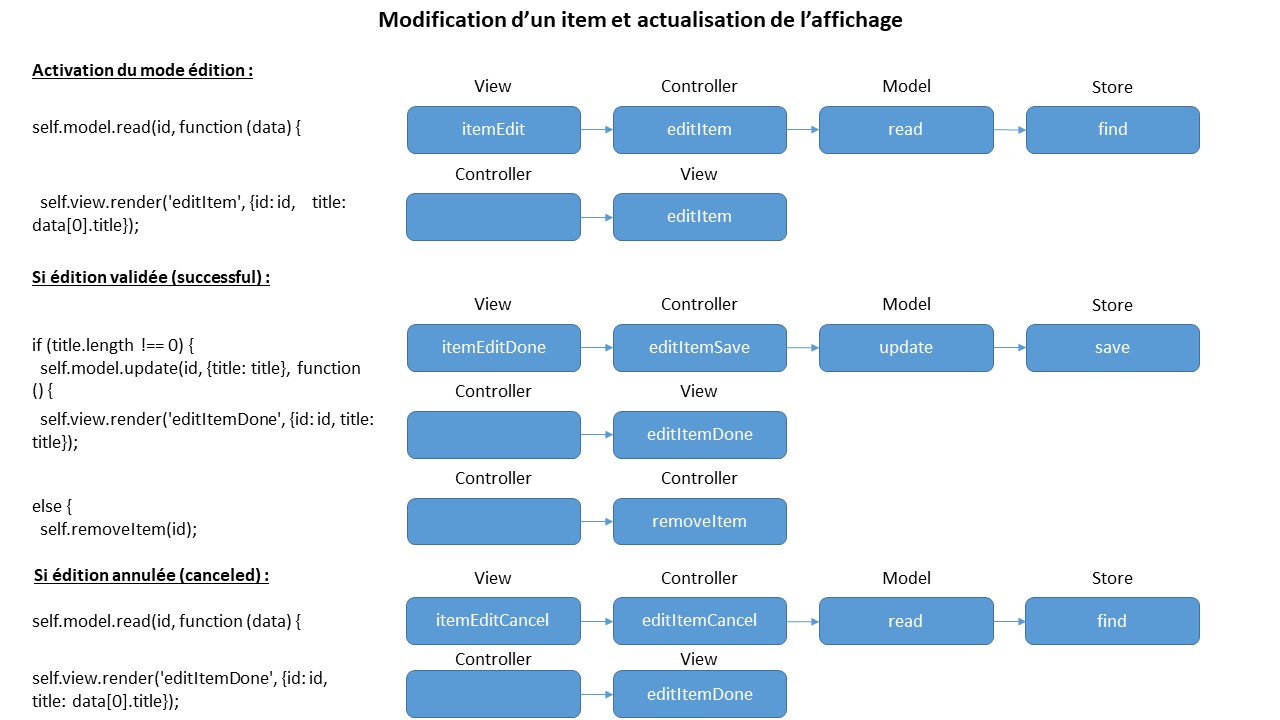 Modification d’un item et actualisation de l’affichage
Activation du mode édition :
View Controller Model Store
self.model.read(id, function (data) {
itemEdit editItem read find
Controller View
self.view.render('editItem', {id: id, title:
data[0].title});
editItem
Si édition validée (successful) :
View Controller Model Store
if (title.length !== 0) {
self.model.update(id, {title: title}, function
() {
itemEditDone editItemSave update save
Controller View
self.view.render('editItemDone', {id: id, title:
title});
editItemDone
Controller Controller
else {
self.removeItem(id);
removeItem
Si édition annulée (canceled) :
View Controller Model Store
self.model.read(id, function (data) {
itemEditCancel editItemCancel read find
Controller View
self.view.render('editItemDone', {id: id,
title: data[0].title});
editItemDone